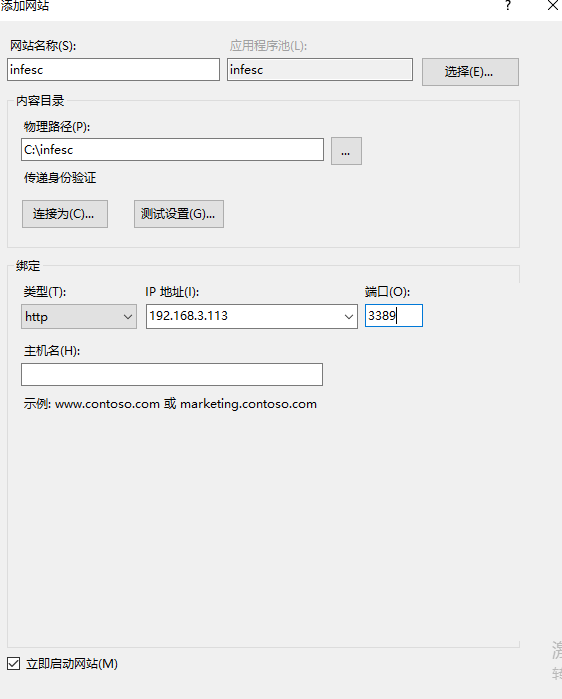 添加网站 ?
网站名称(S): 应用程序池(L):
infesc infesc 选择(E)...
内容目录
物理路径(P):
C:\infesc ...
传递身份验证
连接为(C)... 测试设置(G)...
绑定
类型(T): IP 地址(I): 端口(O):
http 192.168.3.113 3389
主机名(H):
示例: www.contoso.com 或 marketing.contoso.com
立即启动网站(M)